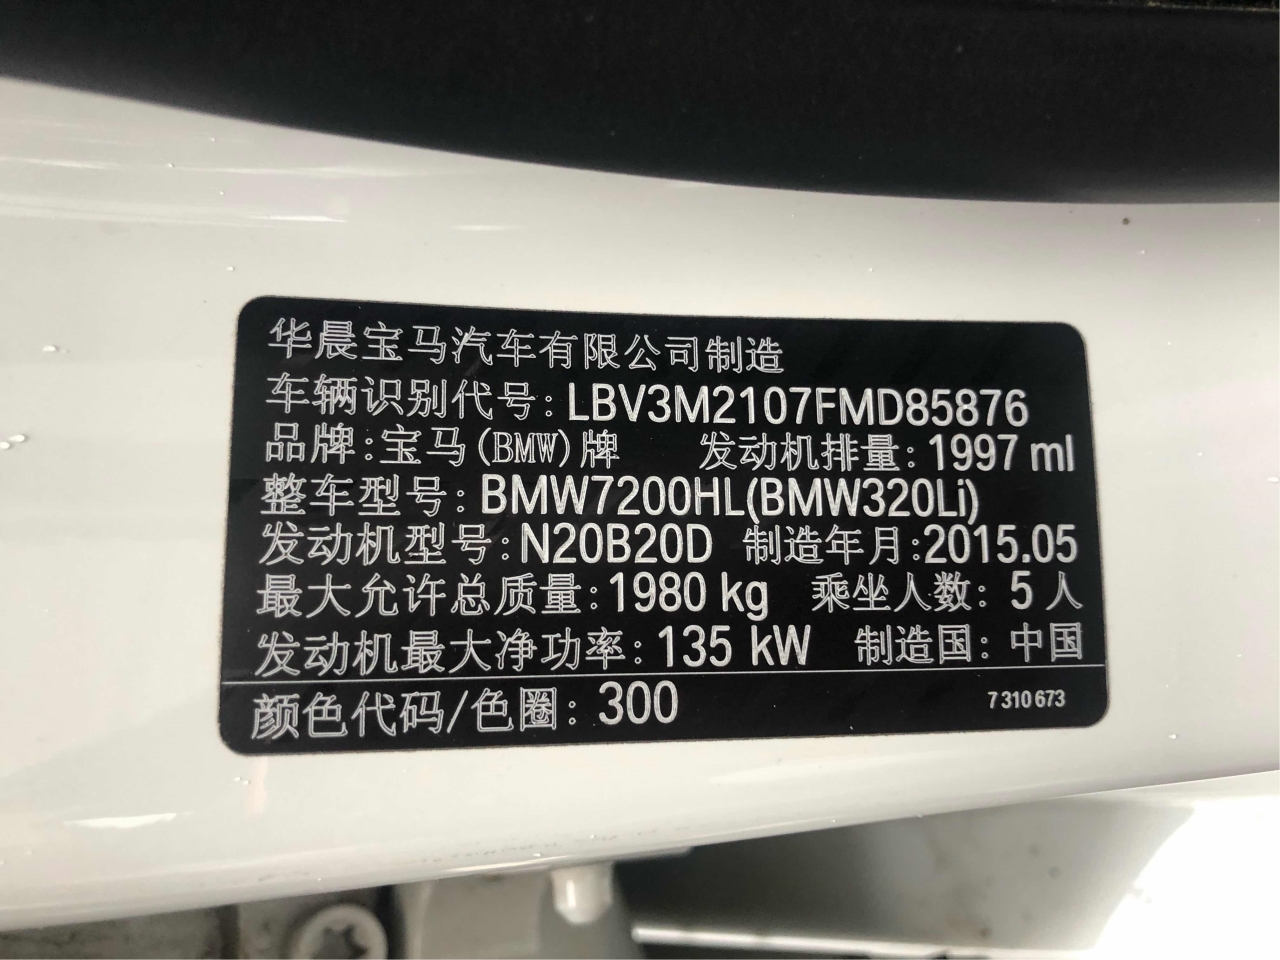 华晨宝马汽车有限公司制造
车辆识别代号: LBV3M2107FMD85876
品牌: 宝马(BMW)牌 发动机排量: 1997 ml
整车型号: BMW7200HL(BMW320Li)
发动机型号: N20B20D 制造年月: 2015.05
最大允许总质量: 1980 kg 乘坐人数: 5 人
发动机最大净功率: 135 kW 制造国: 中国
颜色代码/色圈: 300 7 310 673